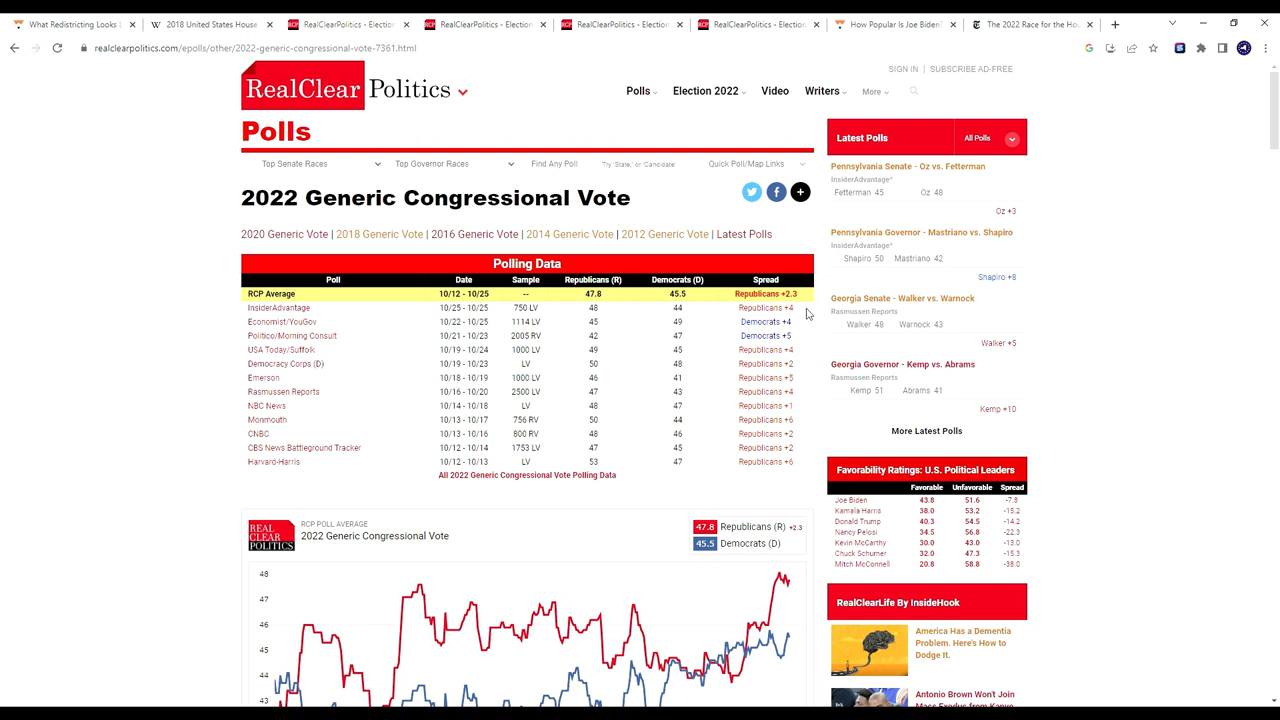 What Redistricting Looks L
2018 United States House
RealClearPolitics - Election
RealClearPolitics - Election
RealClearPolitics - Election
RealClearPolitics - Election
How Popular Is Joe Biden?
The 2022 Race for the Hou
realclearpolitics.com/epolls/other/2022-generic-congressional-vote-7361.html
SIGN IN | SUBSCRIBE AD-FREE
RealClear Politics
Polls Election 2022 Video Writers More
Polls
Top Senate Races Top Governor Races Find Any Poll Try 'State,' or 'Candidate' Quick Poll/Map Links
2022 Generic Congressional Vote
2020 Generic Vote | 2018 Generic Vote | 2016 Generic Vote | 2014 Generic Vote | 2012 Generic Vote | Latest Polls
Polling Data
Poll Date Sample Republicans (R) Democrats (D) Spread
RCP Average 10/12 - 10/25 -- 47.8 45.5 Republicans +2.3
InsiderAdvantage 10/25 - 10/25 750 LV 48 44 Republicans +4
Economist/YouGov 10/22 - 10/25 1114 LV 45 49 Democrats +4
Politico/Morning Consult 10/21 - 10/23 2005 RV 42 47 Democrats +5
USA Today/Suffolk 10/19 - 10/24 1000 LV 49 45 Republicans +4
Democracy Corps (D) 10/19 - 10/23 LV 50 48 Republicans +2
Emerson 10/18 - 10/19 1000 LV 46 41 Republicans +5
Rasmussen Reports 10/16 - 10/20 2500 LV 47 43 Republicans +4
NBC News 10/14 - 10/18 LV 48 47 Republicans +1
Monmouth 10/13 - 10/17 756 RV 50 44 Republicans +6
CNBC 10/13 - 10/16 800 RV 48 46 Republicans +2
CBS News Battleground Tracker 10/12 - 10/14 1753 LV 47 45 Republicans +2
Harvard-Harris 10/12 - 10/13 LV 53 47 Republicans +6
All 2022 Generic Congressional Vote Polling Data
REAL CLEAR POLITICS
RCP POLL AVERAGE
2022 Generic Congressional Vote
47.8 Republicans (R) +2.3
45.5 Democrats (D)
48
47
46
45
44
43
Latest Polls All Polls
Pennsylvania Senate - Oz vs. Fetterman
InsiderAdvantage*
Fetterman 45 Oz 48
Oz +3
Pennsylvania Governor - Mastriano vs. Shapiro
InsiderAdvantage*
Shapiro 50 Mastriano 42
Shapiro +8
Georgia Senate - Walker vs. Warnock
Rasmussen Reports
Walker 48 Warnock 43
Walker +5
Georgia Governor - Kemp vs. Abrams
Rasmussen Reports
Kemp 51 Abrams 41
Kemp +10
More Latest Polls
Favorability Ratings: U.S. Political Leaders
Favorable Unfavorable Spread
Joe Biden 43.8 51.6 -7.8
Kamala Harris 38.0 53.2 -15.2
Donald Trump 40.3 54.5 -14.2
Nancy Pelosi 34.5 56.8 -22.3
Kevin McCarthy 30.0 43.0 -13.0
Chuck Schumer 32.0 47.3 -15.3
Mitch McConnell 20.8 58.8 -38.0
RealClearLife By InsideHook
America Has a Dementia
Problem. Here's How to
Dodge It.
Antonio Brown Won't Join
Mass Exodus from Kanye